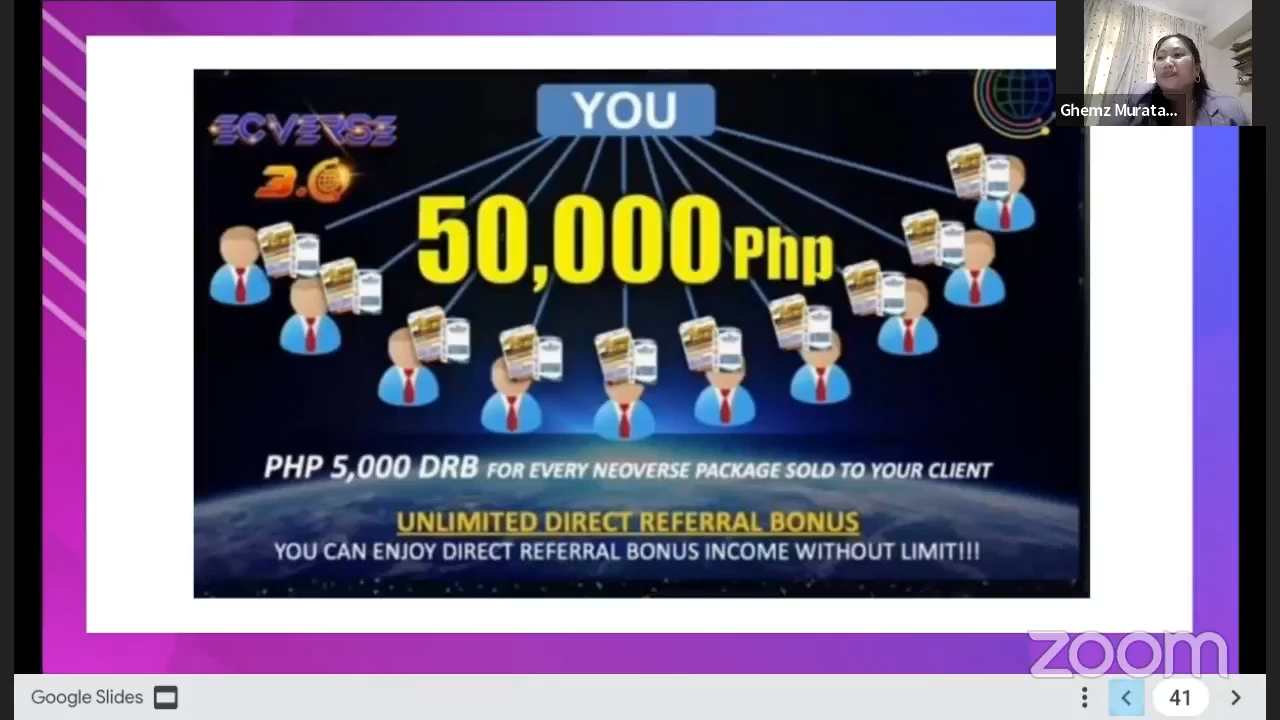 YOU
ECVERSE
3.0
50,000 Php
PHP 5,000 DRB FOR EVERY NEOVERSE PACKAGE SOLD TO YOUR CLIENT
UNLIMITED DIRECT REFERRAL BONUS
YOU CAN ENJOY DIRECT REFERRAL BONUS INCOME WITHOUT LIMIT!!!
Ghemz Murata...
zoom
Google Slides
41